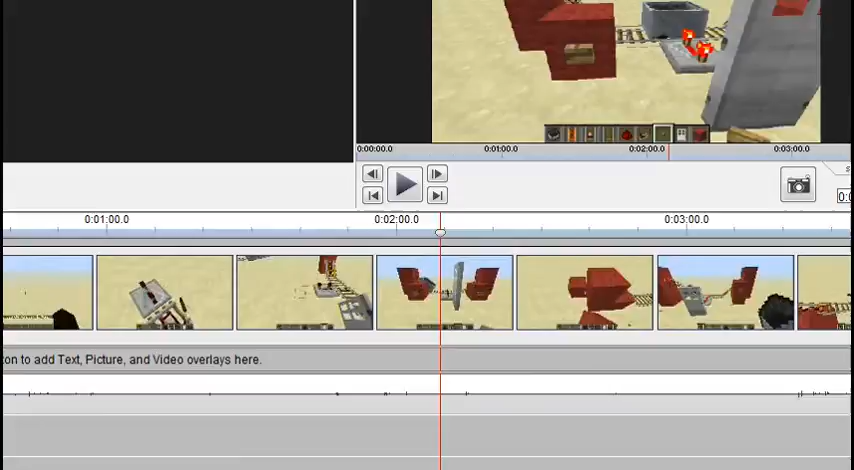 0:00:00.0 0:01:00.0 0:02:00.0 0:03:00.0
0:01:00.0 0:02:00.0 0:03:00.0
ton to add Text, Picture, and Video overlays here.